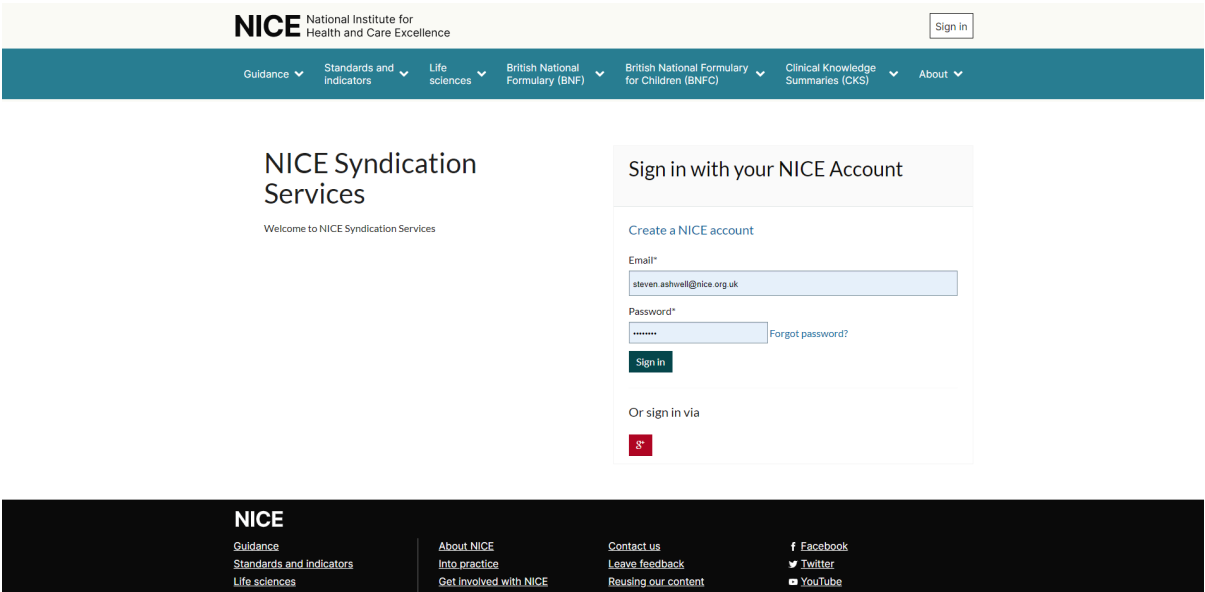 NICE National Institute for
Health and Care Excellence
Sign in
Guidance
Standards and
indicators
Life
sciences
British National
Formulary (BNF)
British National Formulary
for Children (BNFC)
Clinical Knowledge
Summaries (CKS)
About
NICE Syndication
Services
Welcome to NICE Syndication Services
Sign in with your NICE Account
Create a NICE account
Email*
steven.ashwell@nice.org.uk
Password*
••••••••
Forgot password?
Sign in
Or sign in via
g+
NICE
Guidance
Standards and indicators
Life sciences
About NICE
Into practice
Get involved with NICE
Contact us
Leave feedback
Reusing our content
Facebook
Twitter
YouTube